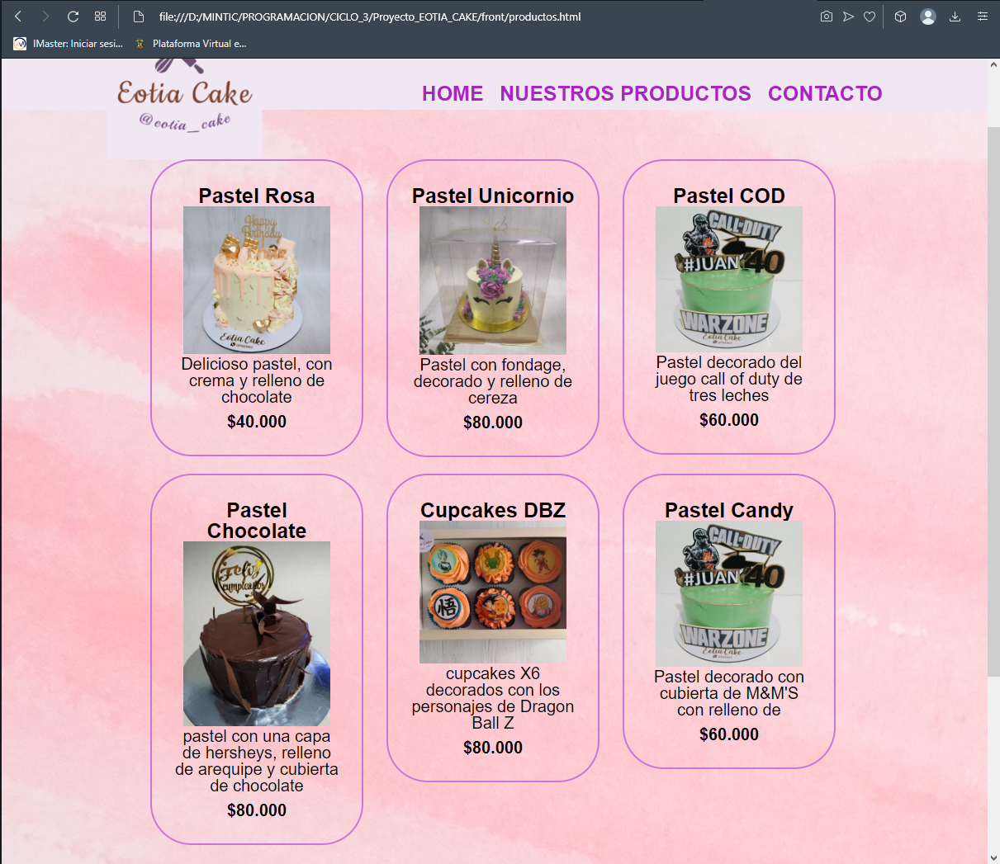 file:///D:/MINTIC/PROGRAMACION/CICLO_3/Proyecto_EOTIA_CAKE/front/productos.html
IMaster: Iniciar sesi...
Plataforma Virtual e...
Eotia Cake
@eotia_cake
HOME NUESTROS PRODUCTOS CONTACTO
Pastel Rosa
Happy
Birthday
Eotia Cake
Delicioso pastel, con
crema y relleno de
chocolate
$40.000
Pastel Unicornio
Pastel con fondage,
decorado y relleno de
cereza
$80.000
Pastel COD
CALL OF DUTY
#JUAN 40
WARZONE
Eotia Cake
Pastel decorado del
juego call of duty de
tres leches
$60.000
Pastel
Chocolate
Feliz
cumpleaños
pastel con una capa
de hersheys, relleno
de arequipe y cubierta
de chocolate
$80.000
Cupcakes DBZ
悟
cupcakes X6
decorados con los
personajes de Dragon
Ball Z
$80.000
Pastel Candy
CALL OF DUTY
#JUAN 40
WARZONE
Eotia Cake
Pastel decorado con
cubierta de M&M'S
con relleno de
$60.000